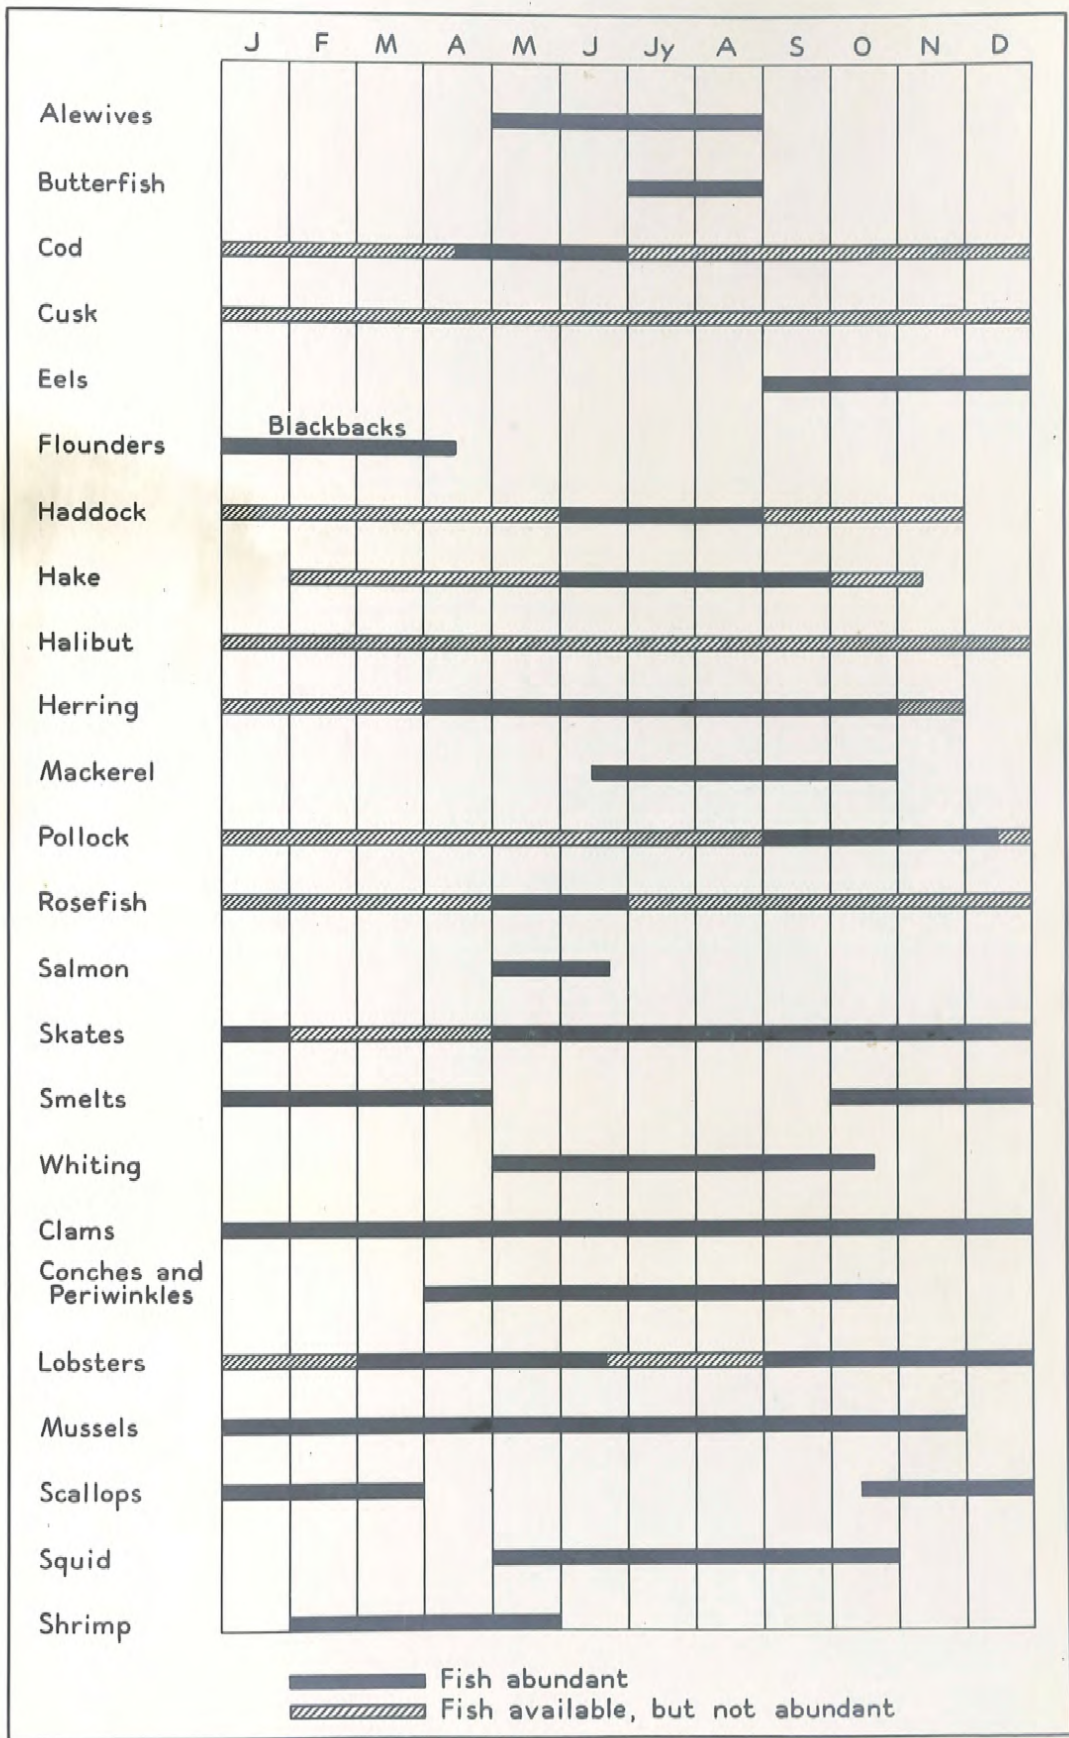 J F M A M J Jy A S O N D
Alewives
Butterfish
Cod
Cusk
Eels
Blackbacks
Flounders
Haddock
Hake
Halibut
Herring
Mackerel
Pollock
Rosefish
Salmon
Skates
Smelts
Whiting
Clams
Conches and
Periwinkles
Lobsters
Mussels
Scallops
Squid
Shrimp
Fish abundant
Fish available, but not abundant